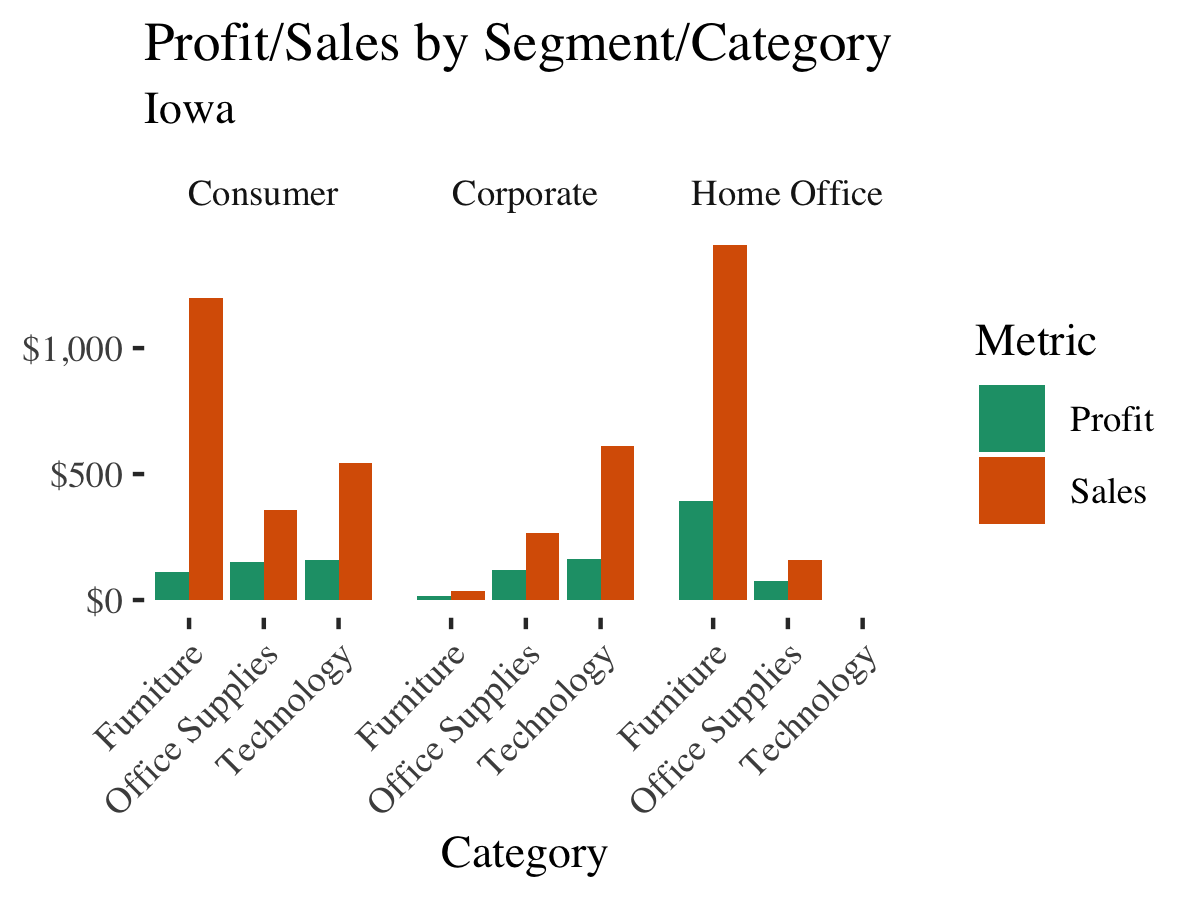 Profit/Sales by Segment/Category
Iowa
Consumer
Corporate
Home Office
$1,000
$500
$0
Furniture
Office Supplies
Technology
Furniture
Office Supplies
Technology
Furniture
Office Supplies
Technology
Category
Metric
Profit
Sales